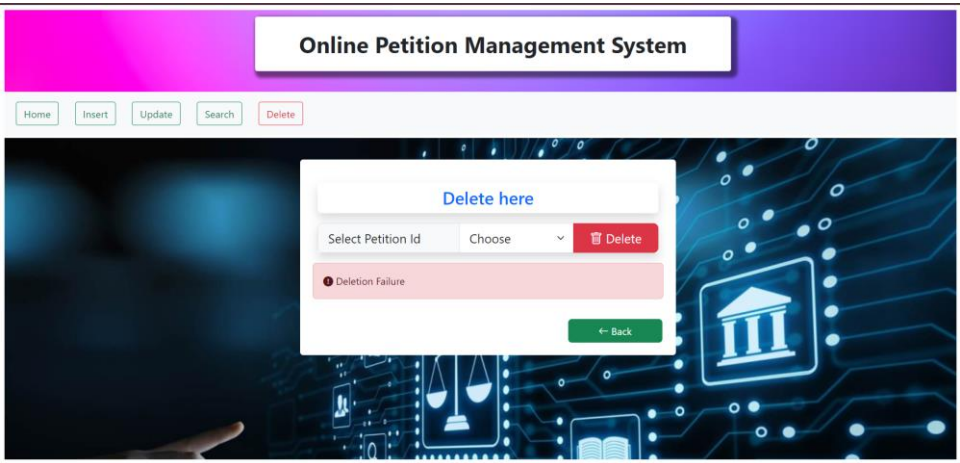 Online Petition Management System
Home Insert Update Search Delete
Delete here
Select Petition Id Choose Delete
Deletion Failure
← Back